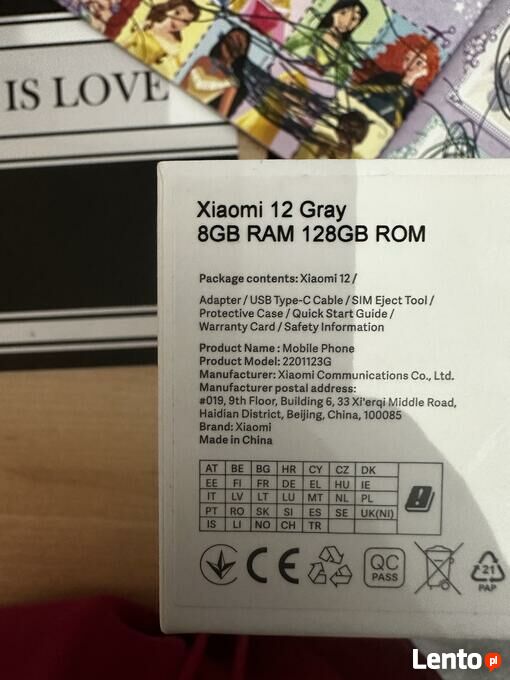 IS LOVE
Xiaomi 12 Gray
8GB RAM 128GB ROM
Package contents: Xiaomi 12 /
Adapter / USB Type-C Cable / SIM Eject Tool /
Protective Case / Quick Start Guide /
Warranty Card / Safety Information
Product Name : Mobile Phone
Product Model: 2201123G
Manufacturer: Xiaomi Communications Co., Ltd.
Manufacturer postal address:
#019, 9th Floor, Building 6, 33 Xi'erqi Middle Road,
Haidian District, Beijing, China, 100085
Brand: Xiaomi
Made in China
AT BE BG HR CY CZ DK
EE FI FR DE EL HU IE
IT LV LT LU MT NL PL
PT RO SK SI ES SE UK(NI)
IS LI NO CH TR
CE
QC
PASS
21
PAP
Lento pl